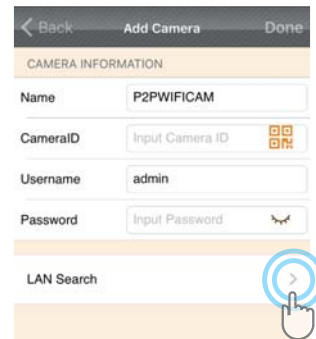 Back Add Camera Done
CAMERA INFORMATION
Name P2PWIFICAM
CameraID Input Camera ID
Username admin
Password Input Password
LAN Search